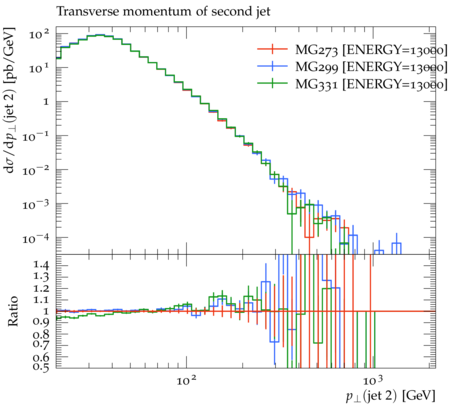 Transverse momentum of second jet
dσ/dp⊥(jet 2) [pb/GeV]
10²
10¹
1
10⁻¹
10⁻²
10⁻³
10⁻⁴
MG273 [ENERGY=13000]
MG299 [ENERGY=13000]
MG331 [ENERGY=13000]
Ratio
1.4
1.3
1.2
1.1
1
0.9
0.8
0.7
0.6
0.5
10²
10³
p⊥(jet 2) [GeV]